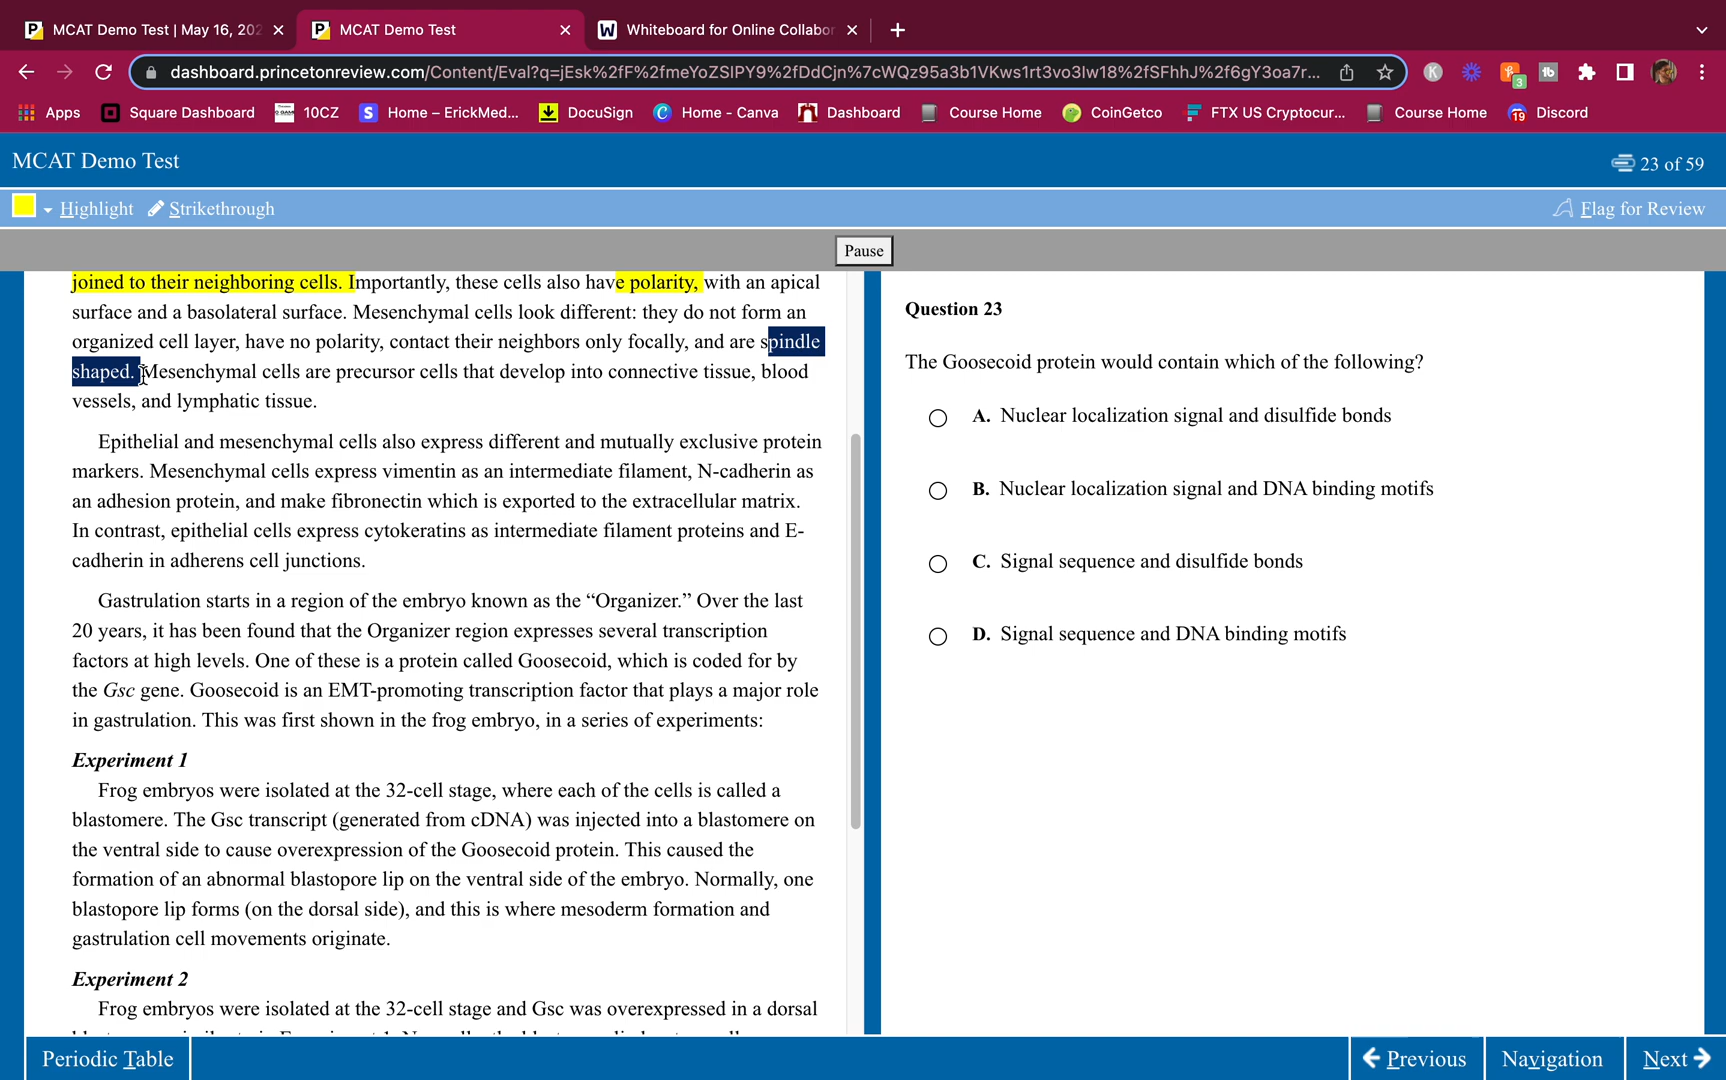 MCAT Demo Test | May 16, 202
MCAT Demo Test
Whiteboard for Online Collabor
dashboard.princetonreview.com/Content/Eval?q=jEsk%2fF%2fmeYoZSIPY9%2fDdCjn%7cWQz95a3b1VKws1rt3vo3lw18%2fSFhhJ%2f6gY3oa7r...
Apps
Square Dashboard
10CZ
Home – ErickMed...
DocuSign
Home - Canva
Dashboard
Course Home
CoinGetco
FTX US Cryptocur...
Course Home
Discord
MCAT Demo Test
23 of 59
Highlight
Strikethrough
Flag for Review
Pause
joined to their neighboring cells. Importantly, these cells also have polarity, with an apical
surface and a basolateral surface. Mesenchymal cells look different: they do not form an
organized cell layer, have no polarity, contact their neighbors only focally, and are spindle
shaped. Mesenchymal cells are precursor cells that develop into connective tissue, blood
vessels, and lymphatic tissue.
Epithelial and mesenchymal cells also express different and mutually exclusive protein
markers. Mesenchymal cells express vimentin as an intermediate filament, N-cadherin as
an adhesion protein, and make fibronectin which is exported to the extracellular matrix.
In contrast, epithelial cells express cytokeratins as intermediate filament proteins and E-
cadherin in adherens cell junctions.
Gastrulation starts in a region of the embryo known as the “Organizer.” Over the last
20 years, it has been found that the Organizer region expresses several transcription
factors at high levels. One of these is a protein called Goosecoid, which is coded for by
the Gsc gene. Goosecoid is an EMT-promoting transcription factor that plays a major role
in gastrulation. This was first shown in the frog embryo, in a series of experiments:
Experiment 1
Frog embryos were isolated at the 32-cell stage, where each of the cells is called a
blastomere. The Gsc transcript (generated from cDNA) was injected into a blastomere on
the ventral side to cause overexpression of the Goosecoid protein. This caused the
formation of an abnormal blastopore lip on the ventral side of the embryo. Normally, one
blastopore lip forms (on the dorsal side), and this is where mesoderm formation and
gastrulation cell movements originate.
Experiment 2
Frog embryos were isolated at the 32-cell stage and Gsc was overexpressed in a dorsal
Question 23
The Goosecoid protein would contain which of the following?
A. Nuclear localization signal and disulfide bonds
B. Nuclear localization signal and DNA binding motifs
C. Signal sequence and disulfide bonds
D. Signal sequence and DNA binding motifs
Periodic Table
Previous
Navigation
Next